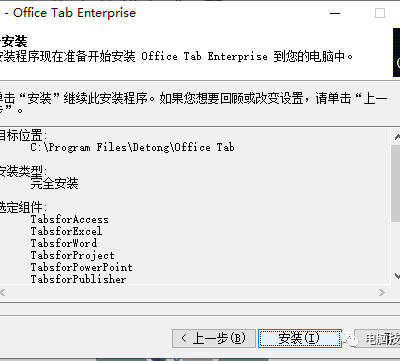 - Office Tab Enterprise
安装
安装程序现在准备开始安装 Office Tab Enterprise 到您的电脑中。
单击“安装”继续此安装程序。如果您想要回顾或改变设置，请单击“上一
步”。
目标位置:
C:\Program Files\Detong\Office Tab
安装类型:
完全安装
选定组件:
TabsforAccess
TabsforExcel
TabsforWord
TabsforProject
TabsforPowerPoint
TabsforPublisher
< 上一步(B) 安装(I)
电脑技